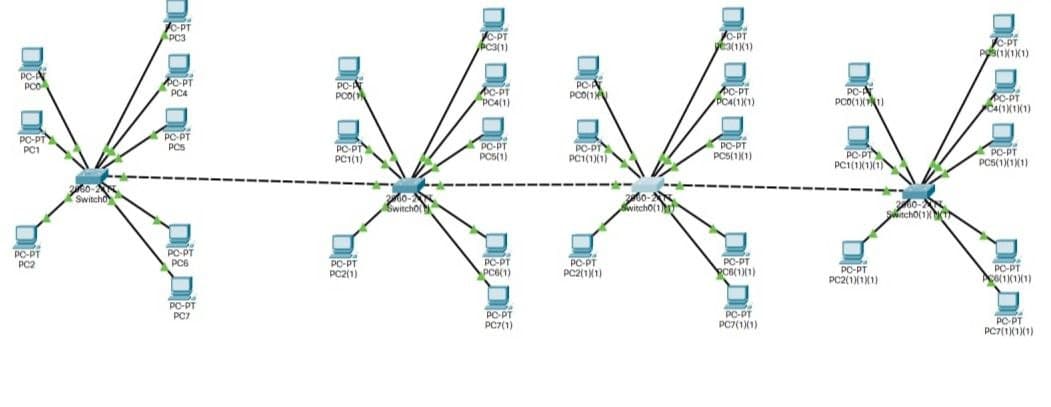 PC-PT
PC3
PC-PT
PC0
PC-PT
PC4
PC-PT
PC1
PC-PT
PC5
2960-24TT
Switch0
PC-PT
PC2
PC-PT
PC6
PC-PT
PC7
PC-PT
PC3(1)
PC-PT
PC0(1)
PC-PT
PC4(1)
PC-PT
PC1(1)
PC-PT
PC5(1)
2960-24TT
Switch0(1)
PC-PT
PC2(1)
PC-PT
PC6(1)
PC-PT
PC7(1)
PC-PT
PC3(1)(1)
PC-PT
PC0(1)(1)
PC-PT
PC4(1)(1)
PC-PT
PC1(1)(1)
PC-PT
PC5(1)(1)
2960-24TT
Switch0(1)(1)
PC-PT
PC2(1)(1)
PC-PT
PC6(1)(1)
PC-PT
PC7(1)(1)
PC-PT
PC3(1)(1)(1)
PC-PT
PC0(1)(1)(1)
PC-PT
PC4(1)(1)(1)
PC-PT
PC1(1)(1)(1)
PC-PT
PC5(1)(1)(1)
2960-24TT
Switch0(1)(1)(1)
PC-PT
PC2(1)(1)(1)
PC-PT
PC6(1)(1)(1)
PC-PT
PC7(1)(1)(1)